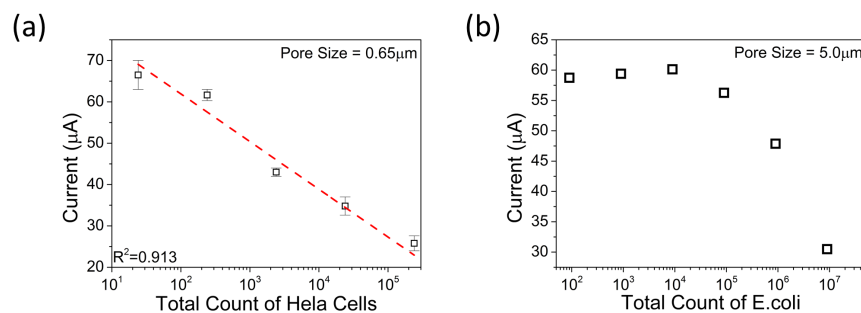 (a)
Pore Size = 0.65μm
Current (μA)
70
60
50
40
30
20
R²=0.913
10¹ 10² 10³ 10⁴ 10⁵
Total Count of Hela Cells
(b)
Pore Size = 5.0μm
Current (μA)
65
60
55
50
45
40
35
30
10² 10³ 10⁴ 10⁵ 10⁶ 10⁷
Total Count of E.coli